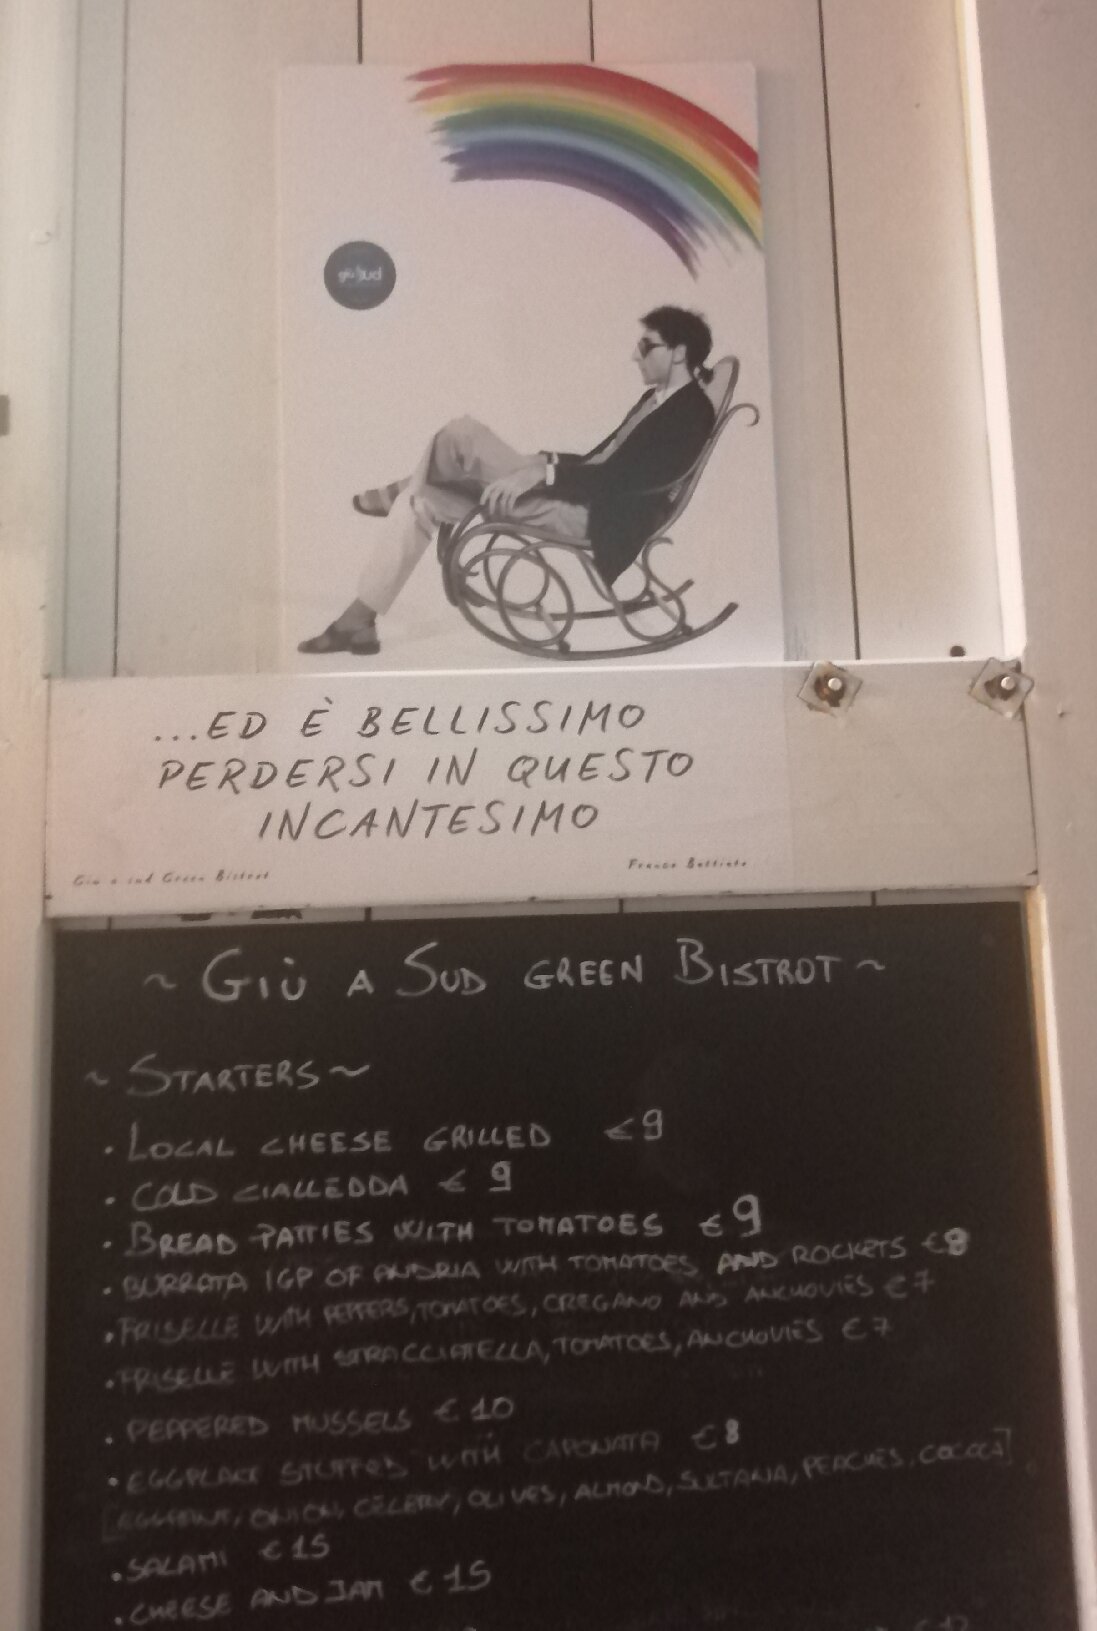 giù sud
...ED È BELLISSIMO
PERDERSI IN QUESTO
INCANTESIMO
Giù a sud Green Bistrot
Franco Battiato
~ GIÙ A SUD GREEN BISTROT ~
~ STARTERS ~
• LOCAL CHEESE GRILLED €9
• COLD CIALLEDDA €9
• BREAD PATTIES WITH TOMATOES €9
• BURRATA IGP OF ANDRIA WITH TOMATOES AND ROCKETS €8
• FRISELLE WITH PEPPERS, TOMATOES, OREGANO AND ANCHOVIES €7
• FRISELLE WITH STRACCIATELLA, TOMATOES, ANCHOVIES €7
• PEPPERED MUSSELS €10
• EGGPLANT STUFFED WITH CAPONATA €8
ONION, CELERY, OLIVES, ALMOND, SULTANA, PEACHES,
• SALAMI €15
• CHEESE AND JAM €15